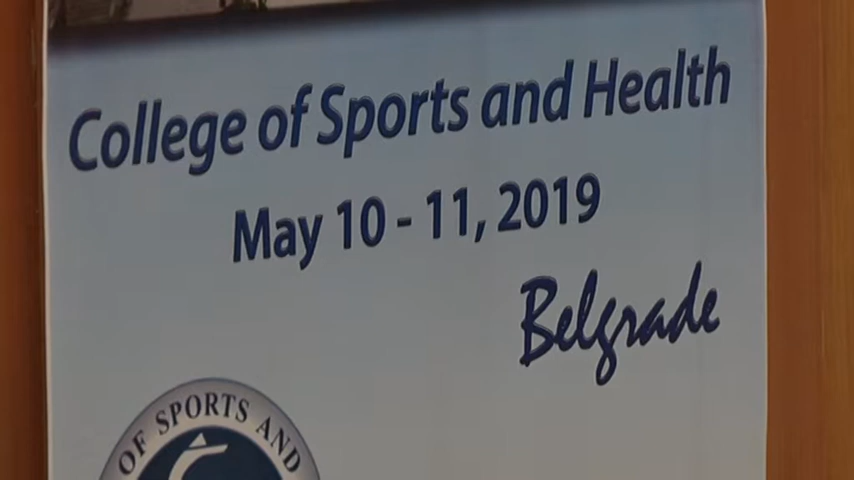 College of Sports and Health
May 10 - 11, 2019
Belgrade
OF SPORTS AND